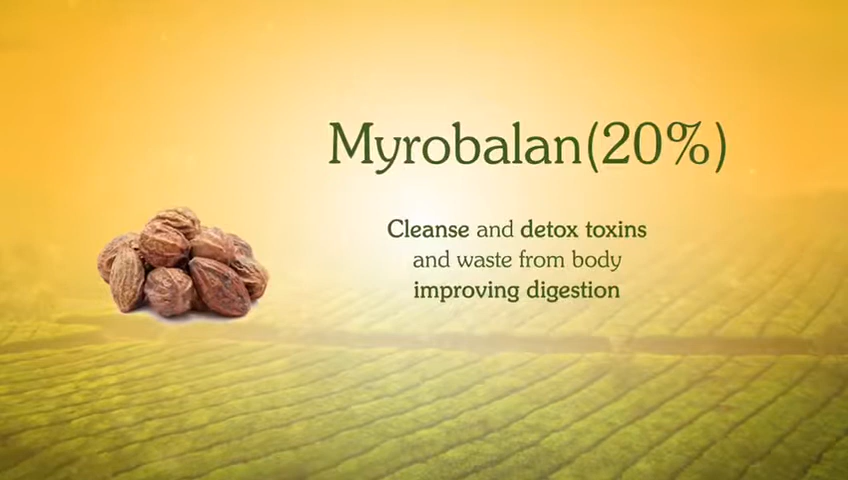 Myrobalan(20%)
Cleanse and detox toxins
and waste from body
improving digestion